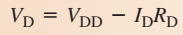 V_D = V_DD − I_D R_D